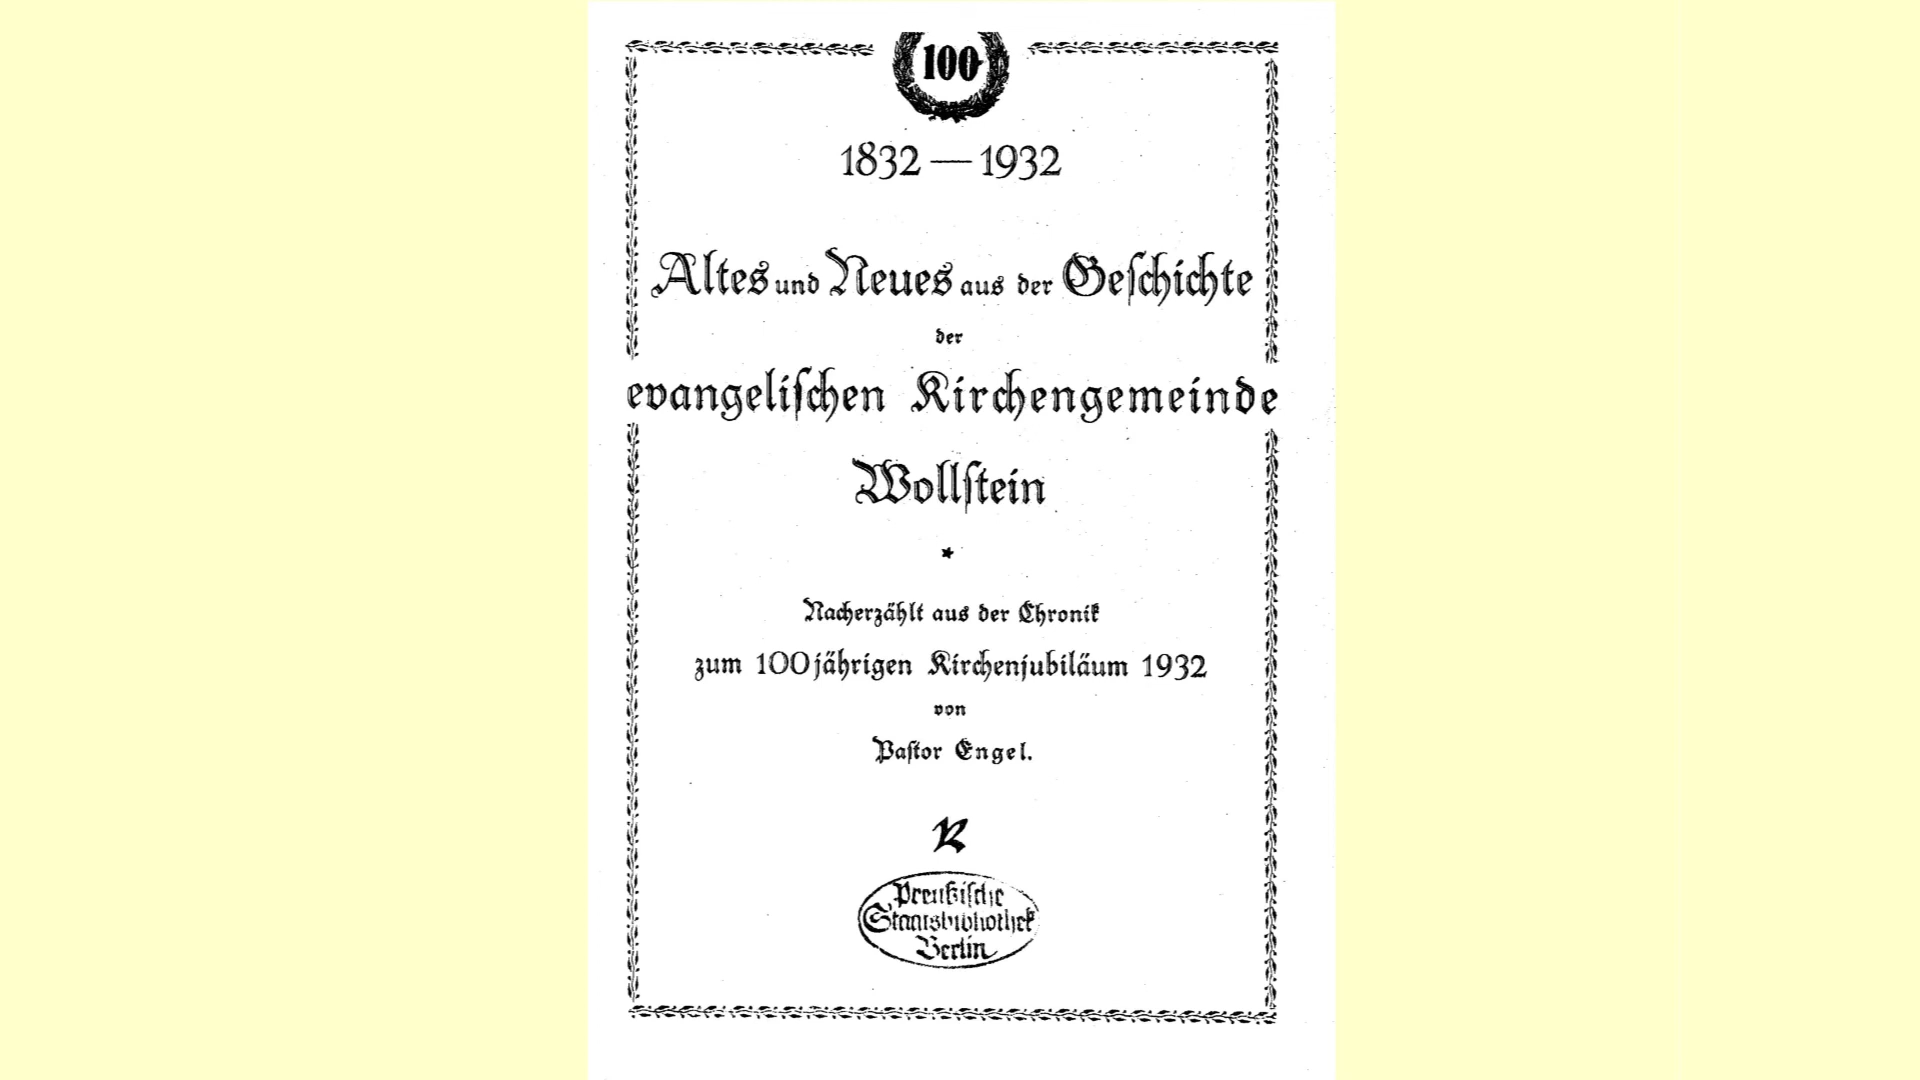 100
1832 — 1932
Altes und Neues aus der Geschichte
der
evangelischen Kirchengemeinde
Wollstein
*
Nacherzählt aus der Chronik
zum 100jährigen Kirchenjubiläum 1932
von
Pastor Engel.
Preußische
Staatsbibliothek
Berlin